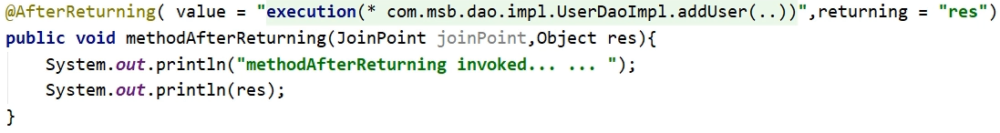 @AfterReturning( value = "execution(* com.msb.dao.impl.UserDaoImpl.addUser(..))",returning = "res")
public void methodAfterReturning(JoinPoint joinPoint,Object res){
    System.out.println("methodAfterReturning invoked... ... ");
    System.out.println(res);
}